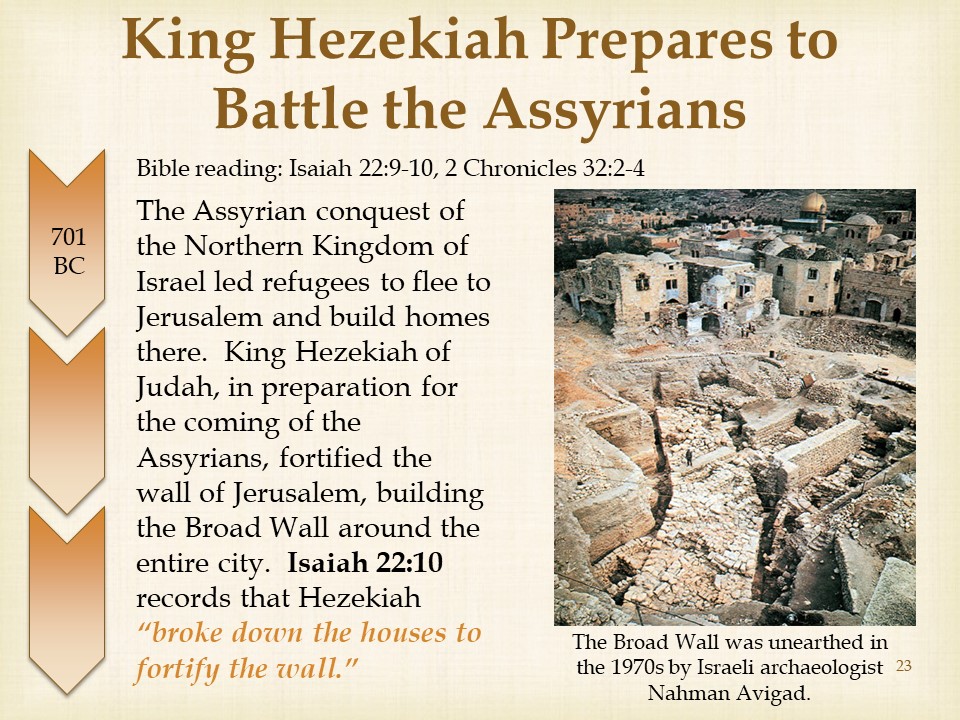 King Hezekiah Prepares to
Battle the Assyrians
701
BC
Bible reading: Isaiah 22:9-10, 2 Chronicles 32:2-4
The Assyrian conquest of
the Northern Kingdom of
Israel led refugees to flee to
Jerusalem and build homes
there.  King Hezekiah of
Judah, in preparation for
the coming of the
Assyrians, fortified the
wall of Jerusalem, building
the Broad Wall around the
entire city.  Isaiah 22:10
records that Hezekiah
“broke down the houses to
fortify the wall.”
The Broad Wall was unearthed in
the 1970s by Israeli archaeologist
Nahman Avigad.
23